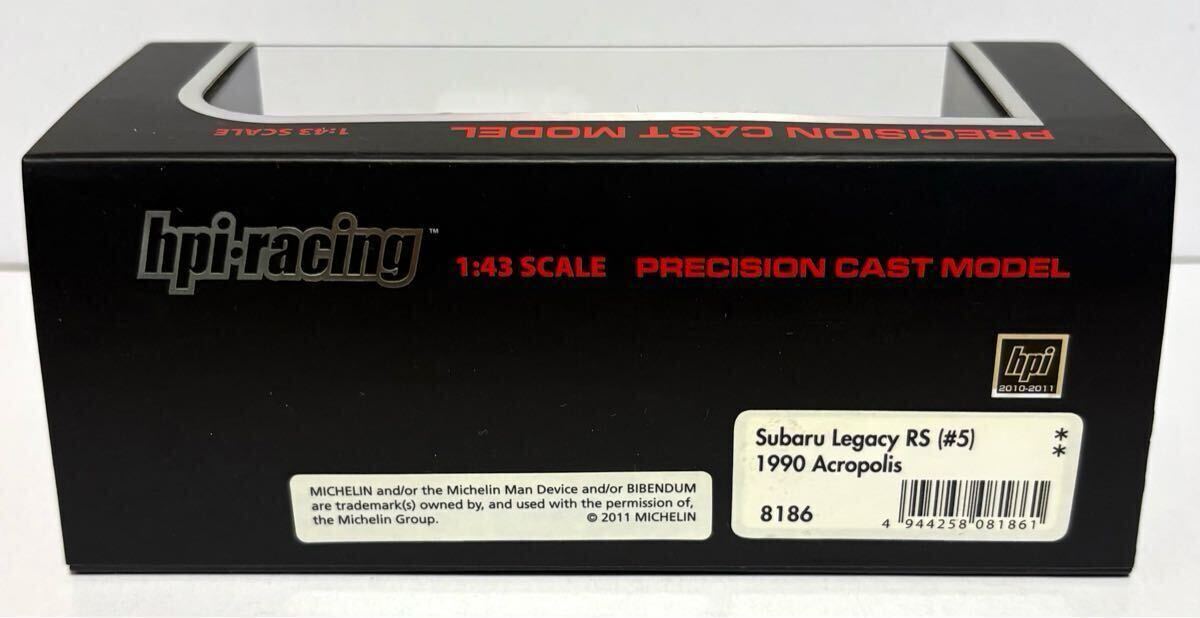 PRECISION CAST MODEL 1:43 SCALE
hpi·racing™ 1:43 SCALE PRECISION CAST MODEL
hpi
2010-2011
Subaru Legacy RS (#5) *
1990 Acropolis *
8186
4 944258 081861
MICHELIN and/or the Michelin Man Device and/or BIBENDUM
are trademark(s) owned by, and used with the permission of,
the Michelin Group. © 2011 MICHELIN